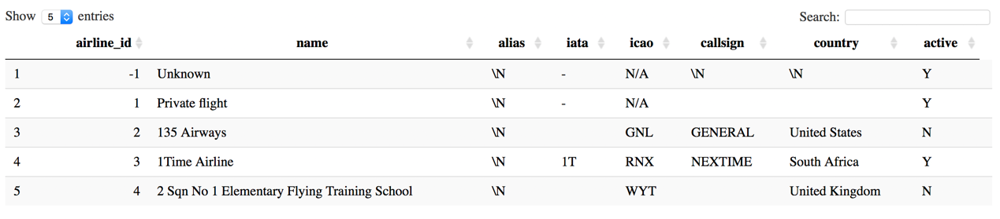 Show 5 entries Search:
airline_id name alias iata icao callsign country active
1 -1 Unknown \N - N/A \N \N Y
2 1 Private flight \N - N/A Y
3 2 135 Airways \N GNL GENERAL United States N
4 3 1Time Airline \N 1T RNX NEXTIME South Africa Y
5 4 2 Sqn No 1 Elementary Flying Training School \N WYT United Kingdom N